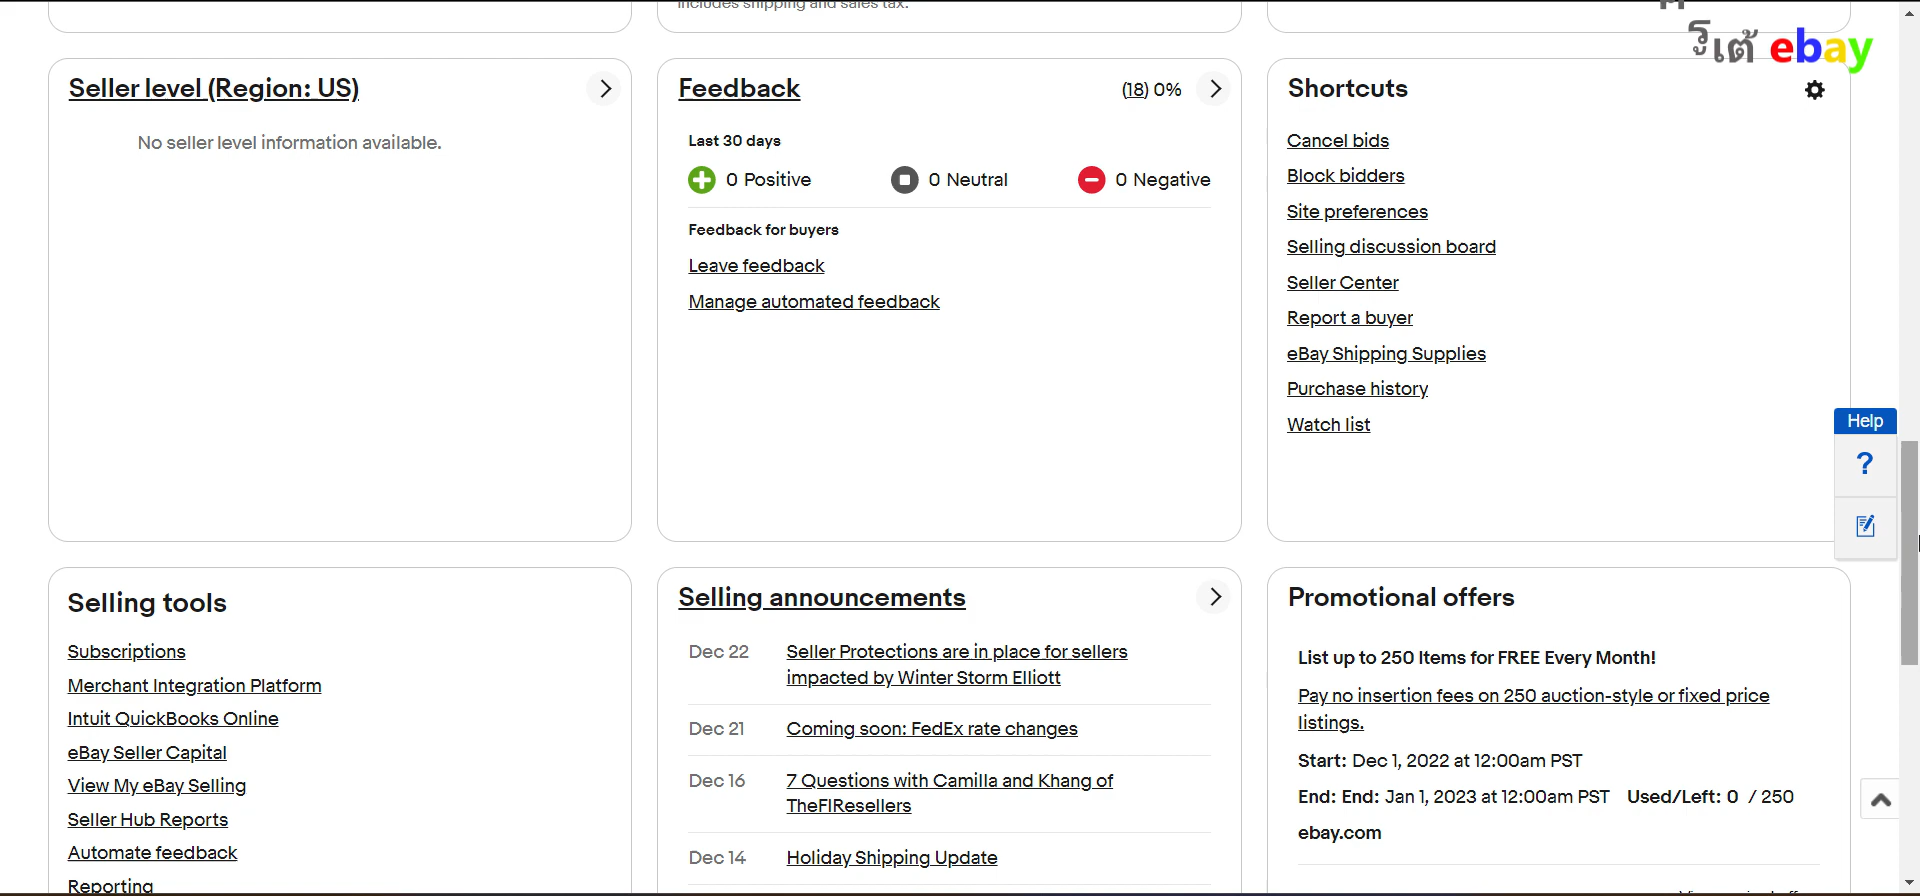 includes shipping and sales tax.
รู้เต้ ebay
Seller level (Region: US)
No seller level information available.
Feedback
(18) 0%
Last 30 days
0 Positive
0 Neutral
0 Negative
Feedback for buyers
Leave feedback
Manage automated feedback
Shortcuts
Cancel bids
Block bidders
Site preferences
Selling discussion board
Seller Center
Report a buyer
eBay Shipping Supplies
Purchase history
Watch list
Help
?
Selling tools
Subscriptions
Merchant Integration Platform
Intuit QuickBooks Online
eBay Seller Capital
View My eBay Selling
Seller Hub Reports
Automate feedback
Reporting
Selling announcements
Dec 22 Seller Protections are in place for sellers
impacted by Winter Storm Elliott
Dec 21 Coming soon: FedEx rate changes
Dec 16 7 Questions with Camilla and Khang of
TheFIResellers
Dec 14 Holiday Shipping Update
Promotional offers
List up to 250 Items for FREE Every Month!
Pay no insertion fees on 250 auction-style or fixed price
listings.
Start: Dec 1, 2022 at 12:00am PST
End: End: Jan 1, 2023 at 12:00am PST Used/Left: 0 / 250
ebay.com